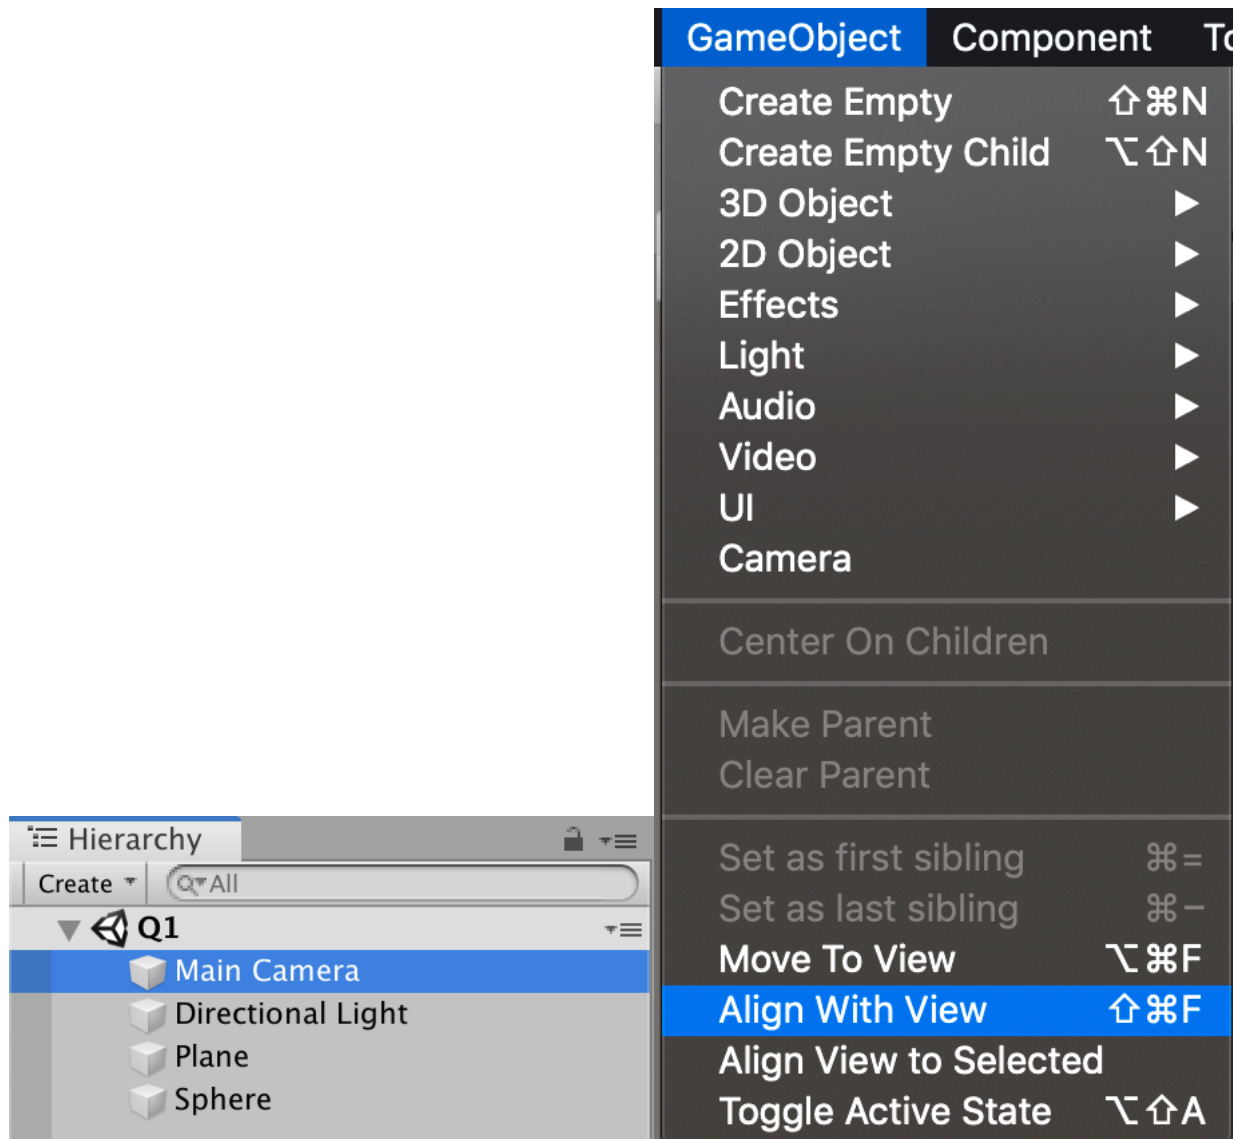 GameObject Component To
Create Empty ⇧⌘N
Create Empty Child ⌥⇧N
3D Object ▶
2D Object ▶
Effects ▶
Light ▶
Audio ▶
Video ▶
UI ▶
Camera
Center On Children
Make Parent
Clear Parent
Set as first sibling ⌘=
Set as last sibling ⌘−
Move To View ⌥⌘F
Align With View ⇧⌘F
Align View to Selected
Toggle Active State ⌥⇧A
Hierarchy
Create All
Q1
Main Camera
Directional Light
Plane
Sphere